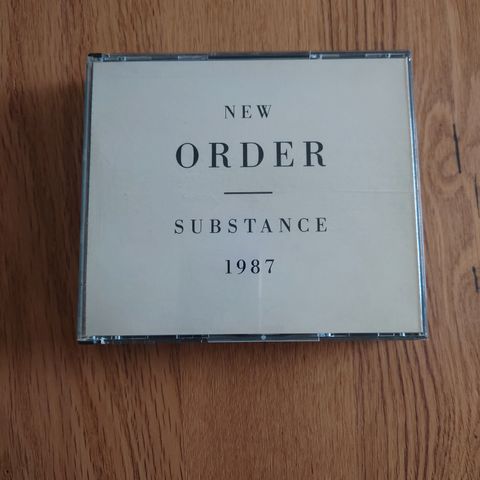 NEW
ORDER
SUBSTANCE
1987